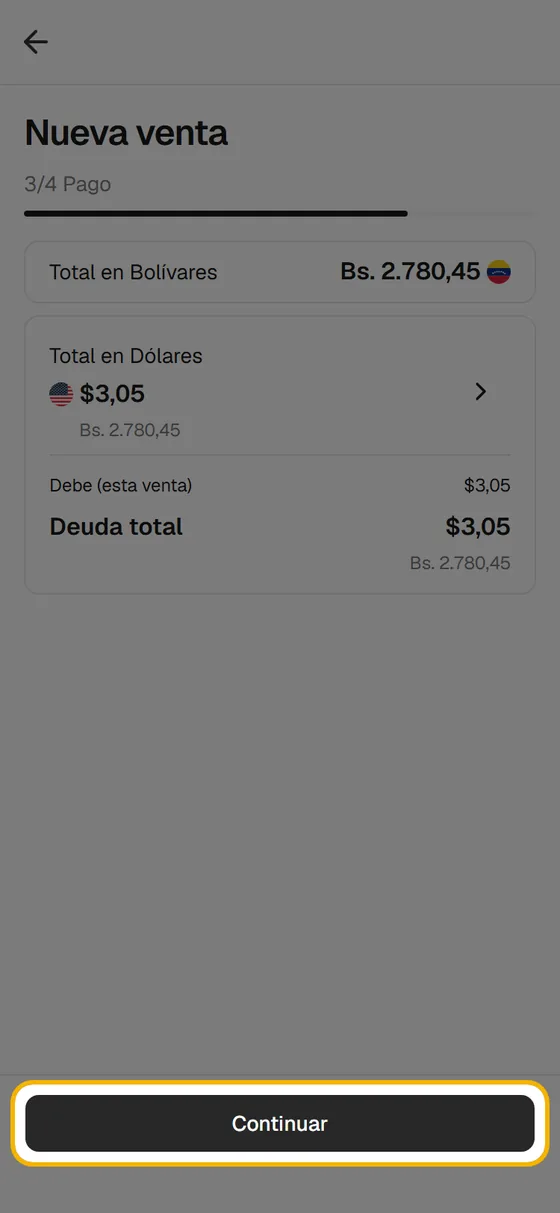 Nueva venta
3/4 Pago
Total en Bolívares Bs. 2.780,45
Total en Dólares
$3,05
Bs. 2.780,45
Debe (esta venta) $3,05
Deuda total $3,05
Bs. 2.780,45
Continuar